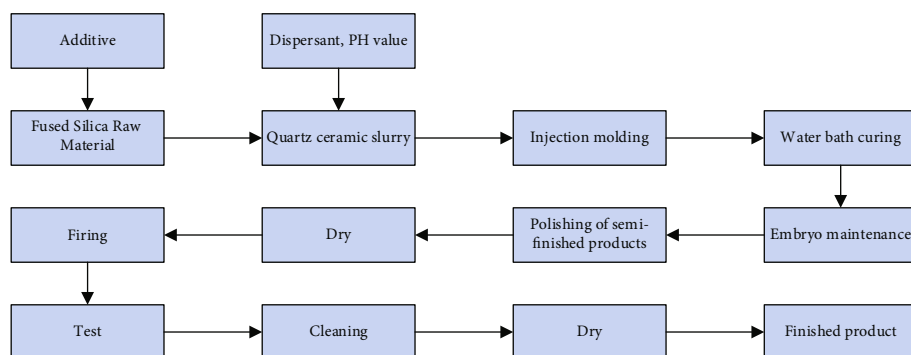 Additive
Dispersant, PH value
Fused Silica Raw
Material
Quartz ceramic slurry
Injection molding
Water bath curing
Firing
Dry
Polishing of semi-
finished products
Embryo maintenance
Test
Cleaning
Dry
Finished product